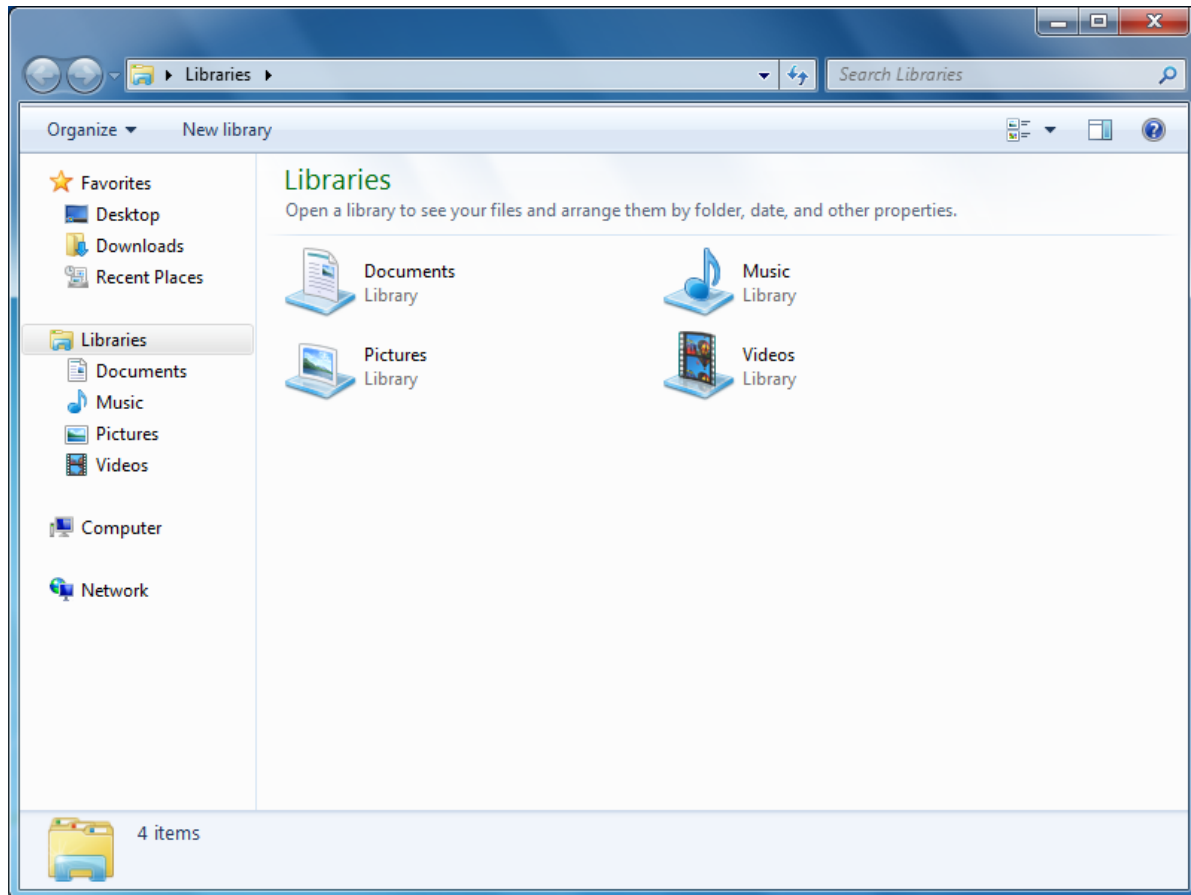 Libraries
Search Libraries
Organize
New library
Favorites
Desktop
Downloads
Recent Places
Libraries
Documents
Music
Pictures
Videos
Computer
Network
Libraries
Open a library to see your files and arrange them by folder, date, and other properties.
Documents
Library
Music
Library
Pictures
Library
Videos
Library
4 items